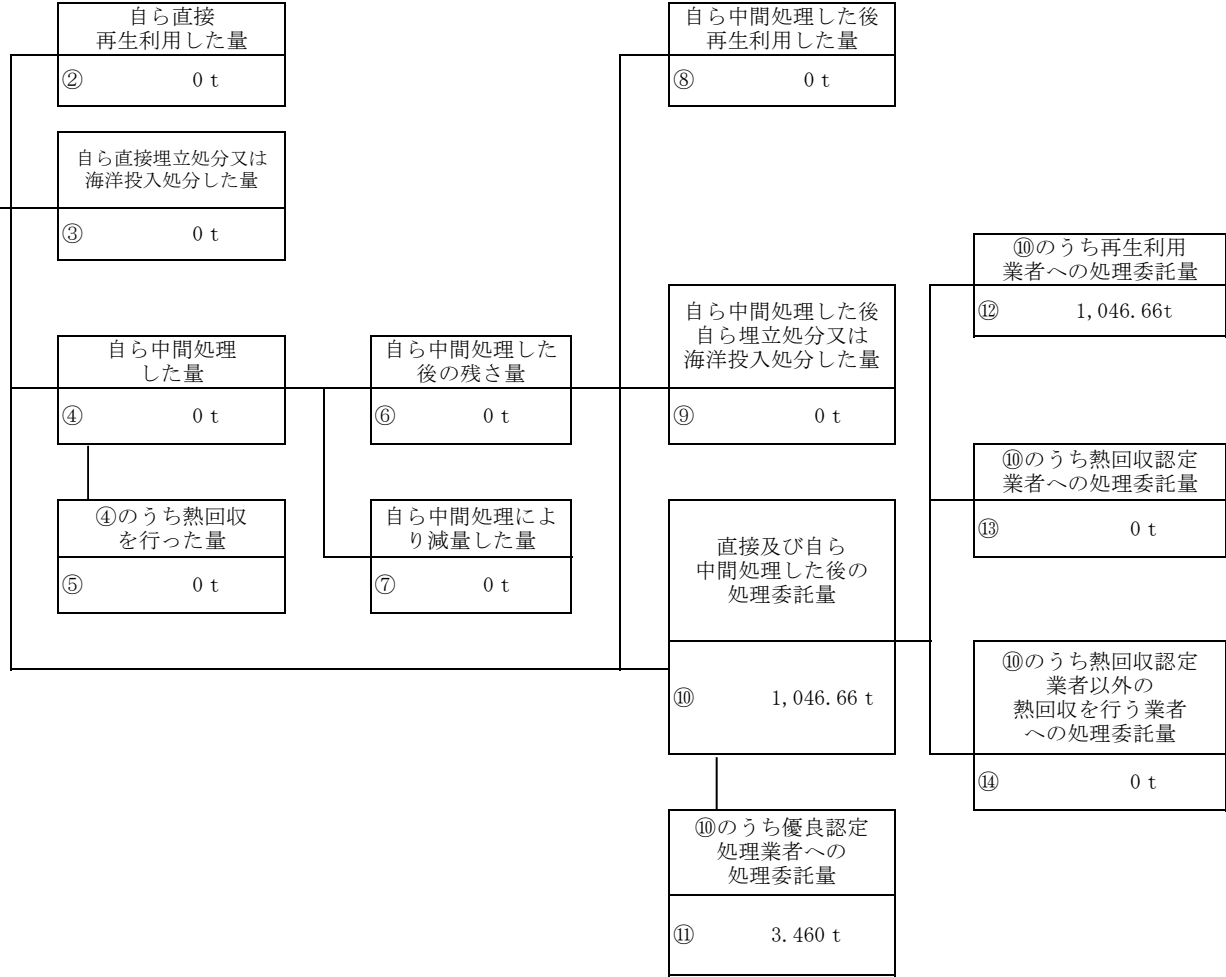 自ら直接
再生利用した量
② 0 t
自ら直接埋立処分又は
海洋投入処分した量
③ 0 t
自ら中間処理
した量
④ 0 t
④のうち熱回収
を行った量
⑤ 0 t
自ら中間処理した
後の残さ量
⑥ 0 t
自ら中間処理によ
り減量した量
⑦ 0 t
自ら中間処理した後
再生利用した量
⑧ 0 t
自ら中間処理した後
自ら埋立処分又は
海洋投入処分した量
⑨ 0 t
直接及び自ら
中間処理した後の
処理委託量
⑩ 1,046.66 t
⑩のうち優良認定
処理業者への
処理委託量
⑪ 3.460 t
⑩のうち再生利用
業者への処理委託量
⑫ 1,046.66t
⑩のうち熱回収認定
業者への処理委託量
⑬ 0 t
⑩のうち熱回収認定
業者以外の
熱回収を行う業者
への処理委託量
⑭ 0 t